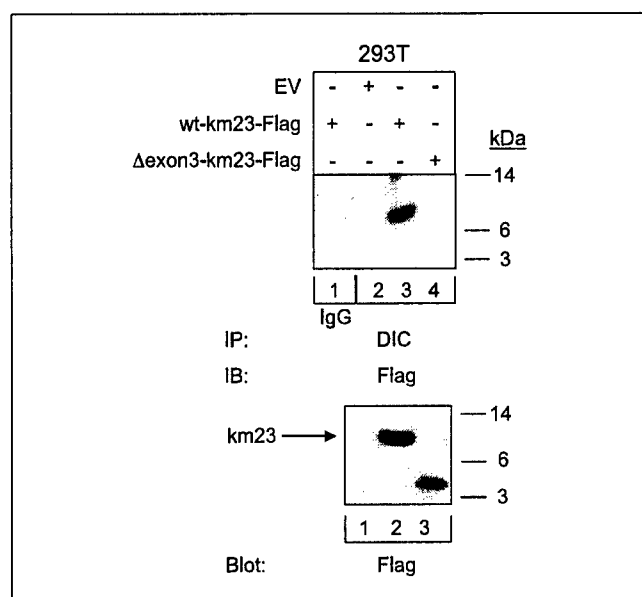 293T
EV - + - -
wt-km23-Flag + - + -
Δexon3-km23-Flag - - - +
kDa
14
6
3
1 2 3 4
IgG
IP: DIC
IB: Flag
km23
14
6
3
1 2 3
Blot: Flag